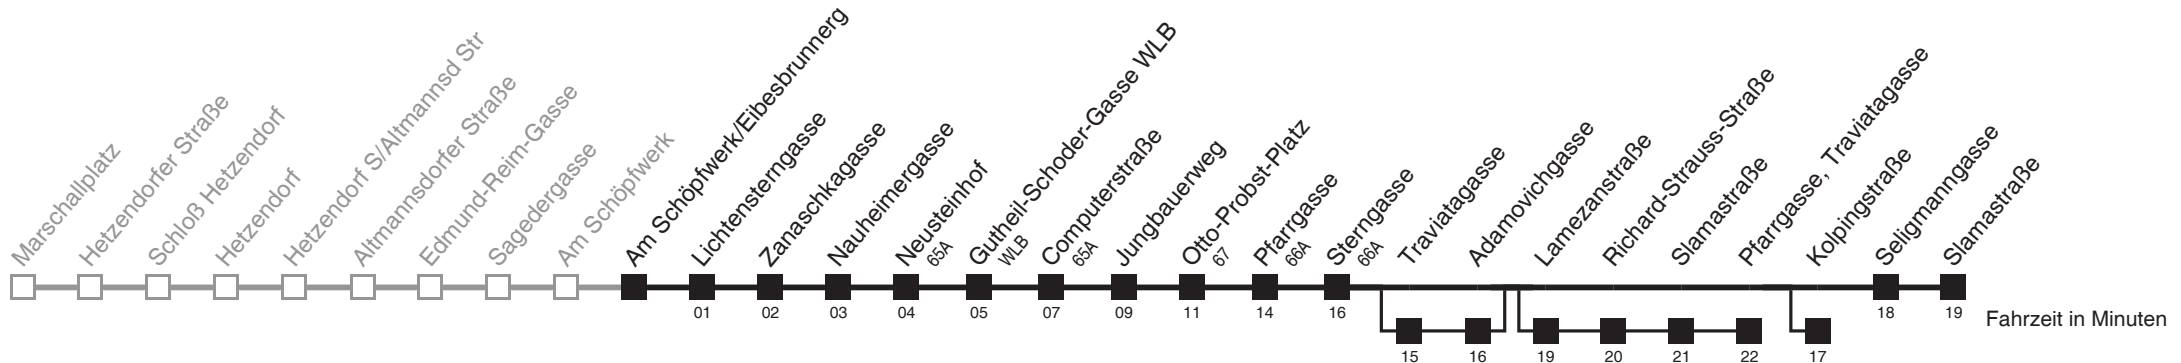 Marschallplatz
Hetzendorfer Straße
Schloß Hetzendorf
Hetzendorf
Hetzendorf S/Altmannsd Str
Altmannsdorfer Straße
Edmund-Reim-Gasse
Sagedergasse
Am Schöpfwerk
Am Schöpfwerk/Eibesbrunnerg
Lichtensterngasse
Zanaschkagasse
Nauheimergasse
Neusteinhof
65A
Gutheil-Schoder-Gasse WLB
WLB
Computerstraße
65A
Jungbauerweg
Otto-Probst-Platz
67
Pfarrgasse
66A
Sterngasse
66A
Traviatagasse
Adamovichgasse
Lamezanstraße
Richard-Strauss-Straße
Slamastraße
Pfarrgasse, Traviatagasse
Kolpingstraße
Seligmanngasse
Slamastraße
01 02 03 04 05 07 09 11 14 16 18 19
Fahrzeit in Minuten
15 16 19 20 21 22 17